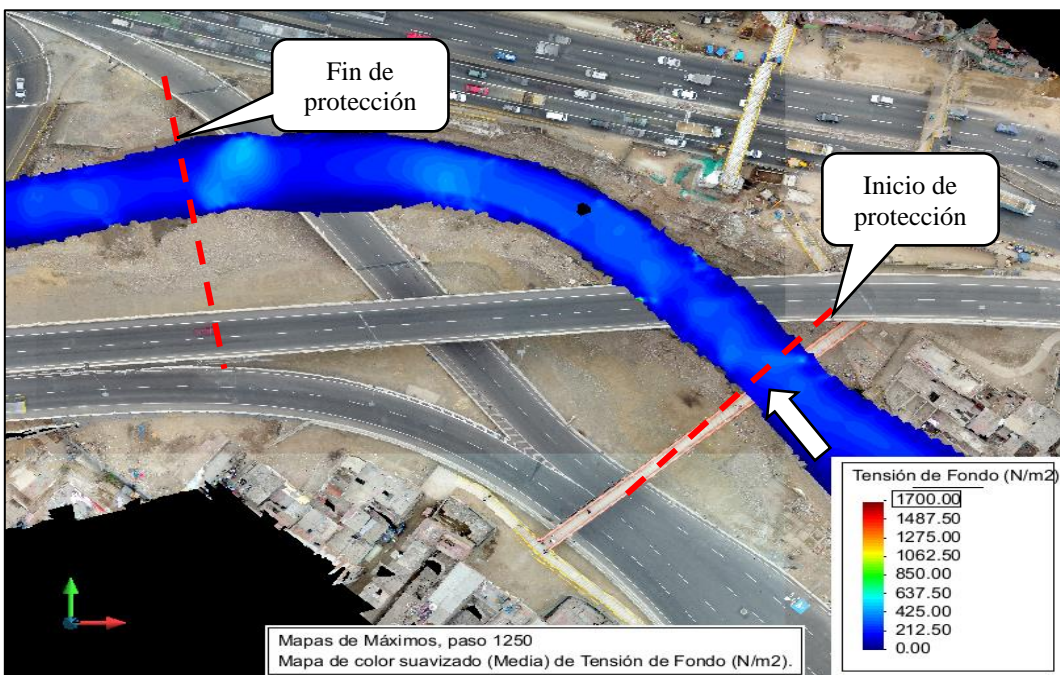 Fin de
protección
Inicio de
protección
Tensión de Fondo (N/m2)
1700.00
1487.50
1275.00
1062.50
850.00
637.50
425.00
212.50
0.00
Mapas de Máximos, paso 1250
Mapa de color suavizado (Media) de Tensión de Fondo (N/m2).